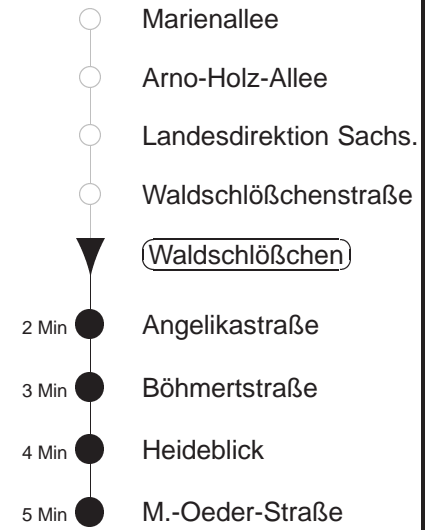 Marienallee
Arno-Holz-Allee
Landesdirektion Sachs.
Waldschlößchenstraße
Waldschlößchen
2 Min Angelikastraße
3 Min Böhmertstraße
4 Min Heideblick
5 Min M.-Oeder-Straße